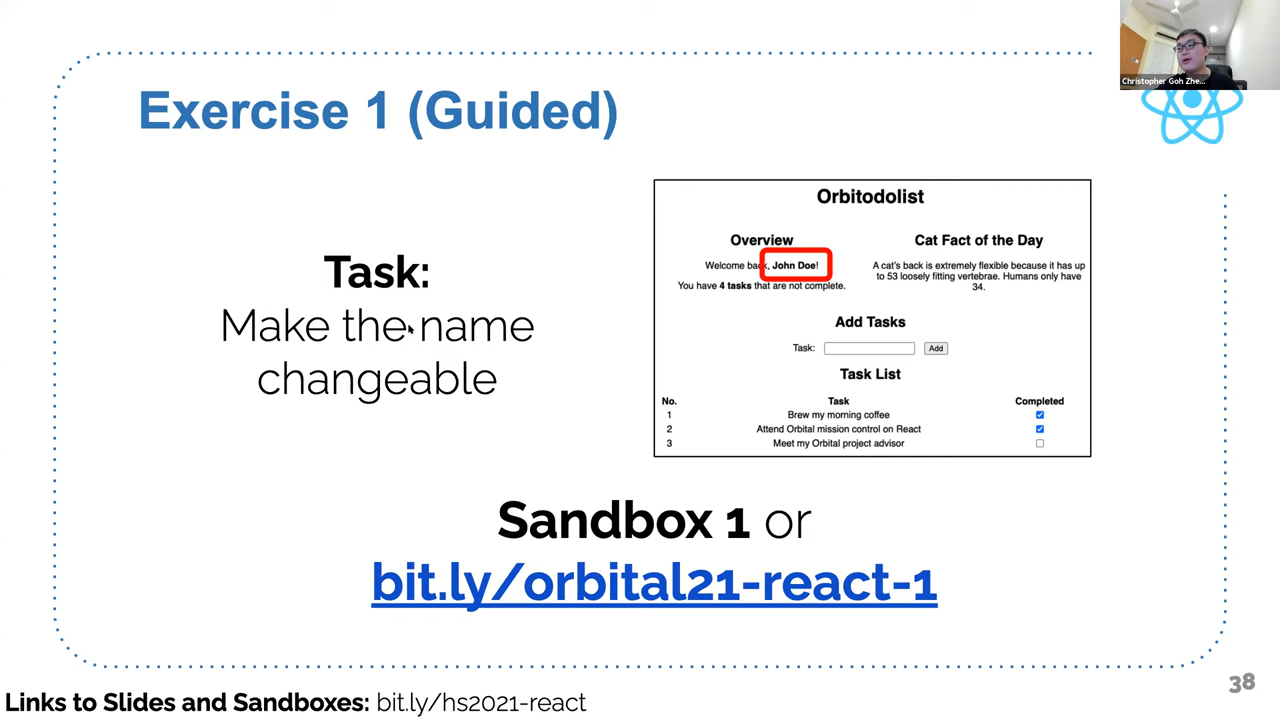 Christopher Goh Zhe...
Exercise 1 (Guided)
Task:
Make the name
changeable
Orbitodolist
Overview
Welcome back, John Doe!
You have 4 tasks that are not complete.
Cat Fact of the Day
A cat's back is extremely flexible because it has up
to 53 loosely fitting vertebrae. Humans only have
34.
Add Tasks
Task:
Add
Task List
No. Task Completed
1 Brew my morning coffee
2 Attend Orbital mission control on React
3 Meet my Orbital project advisor
Sandbox 1 or
bit.ly/orbital21-react-1
38
Links to Slides and Sandboxes: bit.ly/hs2021-react